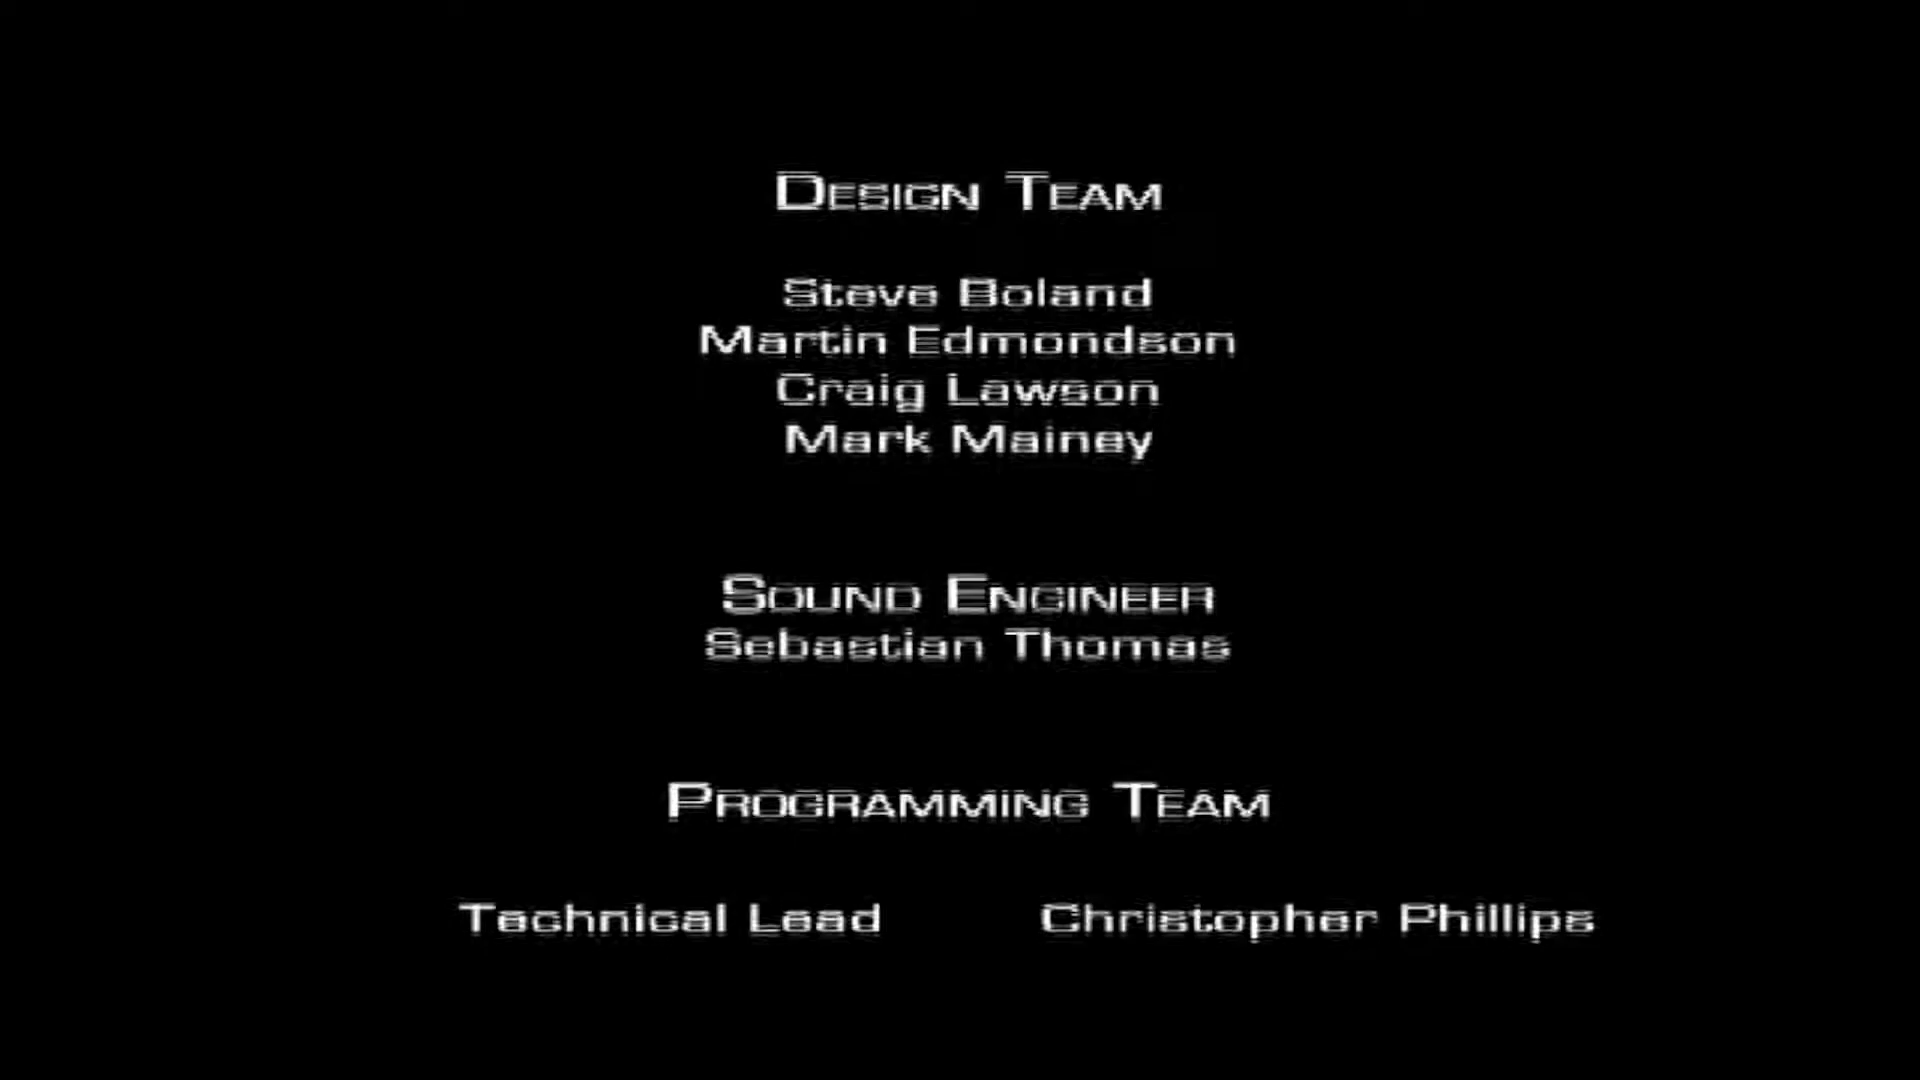 DESIGN TEAM
Steve Boland
Martin Edmondson
Craig Lawson
Mark Mainey
SOUND ENGINEER
Sebastian Thomas
PROGRAMMING TEAM
Technical Lead Christopher Phillips